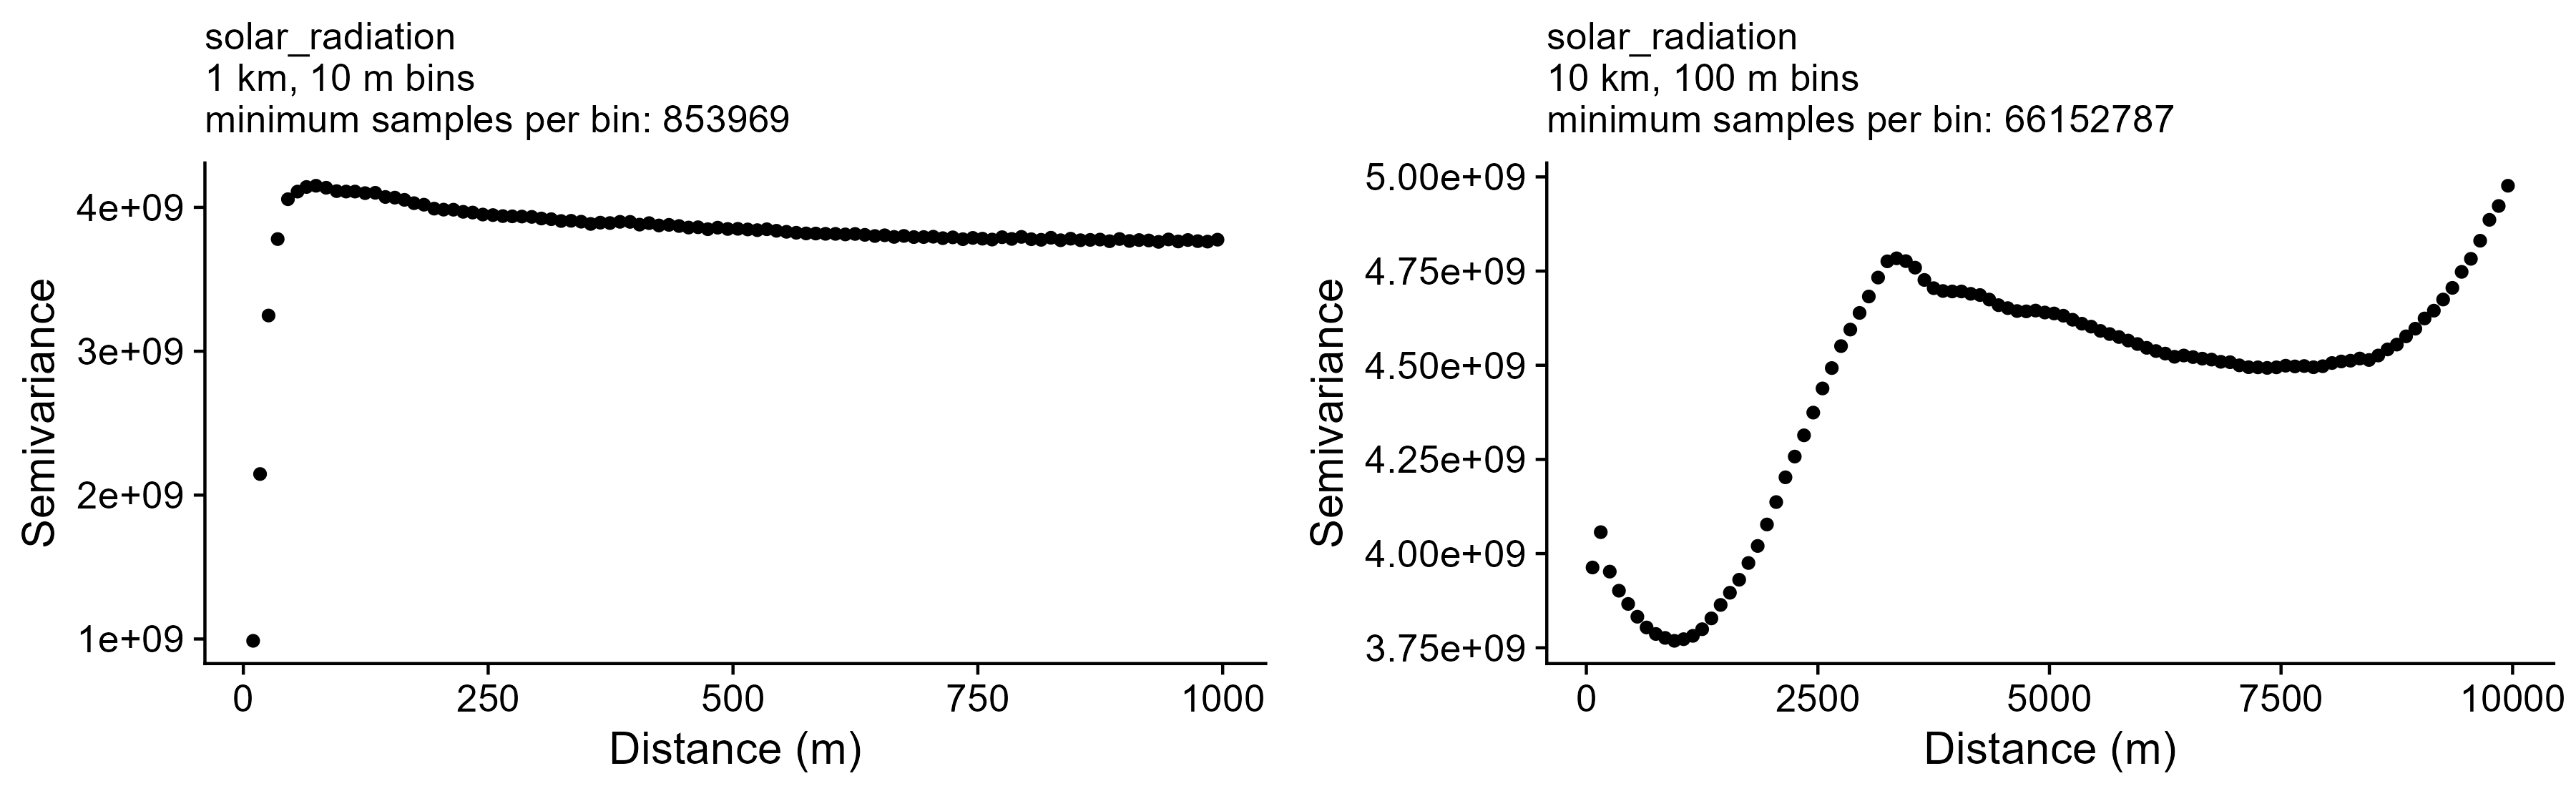 solar_radiation
1 km, 10 m bins
minimum samples per bin: 853969
4e+09
3e+09
2e+09
1e+09
Semivariance
0 250 500 750 1000
Distance (m)
solar_radiation
10 km, 100 m bins
minimum samples per bin: 66152787
5.00e+09
4.75e+09
4.50e+09
4.25e+09
4.00e+09
3.75e+09
Semivariance
0 2500 5000 7500 10000
Distance (m)